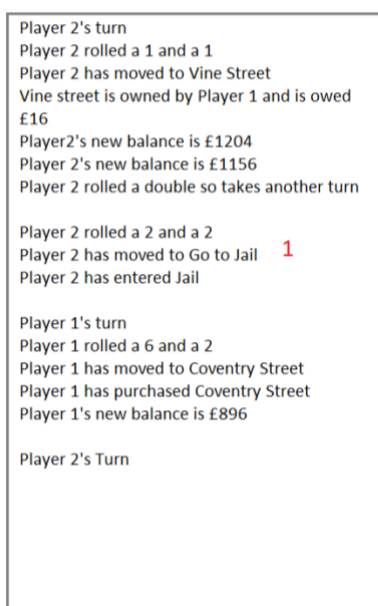 Player 2's turn
Player 2 rolled a 1 and a 1
Player 2 has moved to Vine Street
Vine street is owned by Player 1 and is owed
£16
Player2's new balance is £1204
Player 2's new balance is £1156
Player 2 rolled a double so takes another turn
Player 2 rolled a 2 and a 2
Player 2 has moved to Go to Jail 1
Player 2 has entered Jail
Player 1's turn
Player 1 rolled a 6 and a 2
Player 1 has moved to Coventry Street
Player 1 has purchased Coventry Street
Player 1's new balance is £896
Player 2's Turn